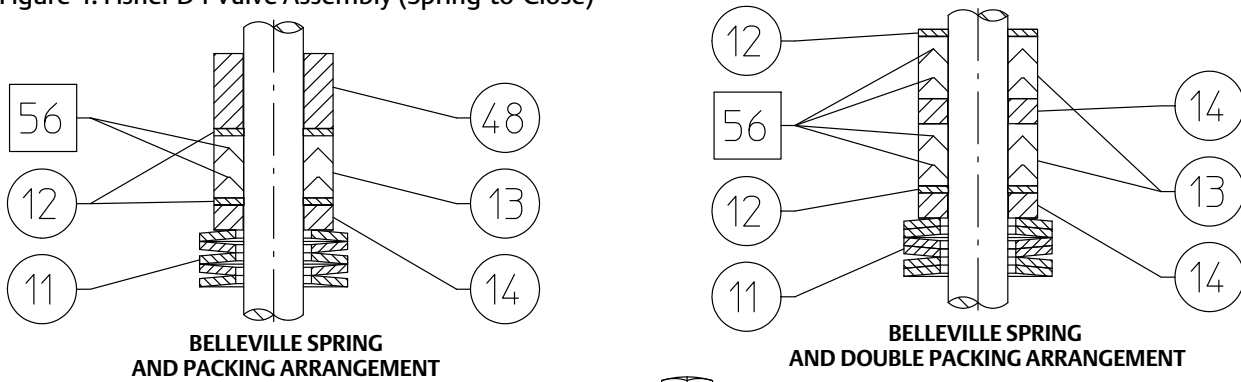 Figure 4. Fisher D4 Valve Assembly (Spring-to-Close)
56
12
11
48
13
14
BELLEVILLE SPRING
AND PACKING ARRANGEMENT
12
56
12
11
14
13
14
BELLEVILLE SPRING
AND DOUBLE PACKING ARRANGEMENT